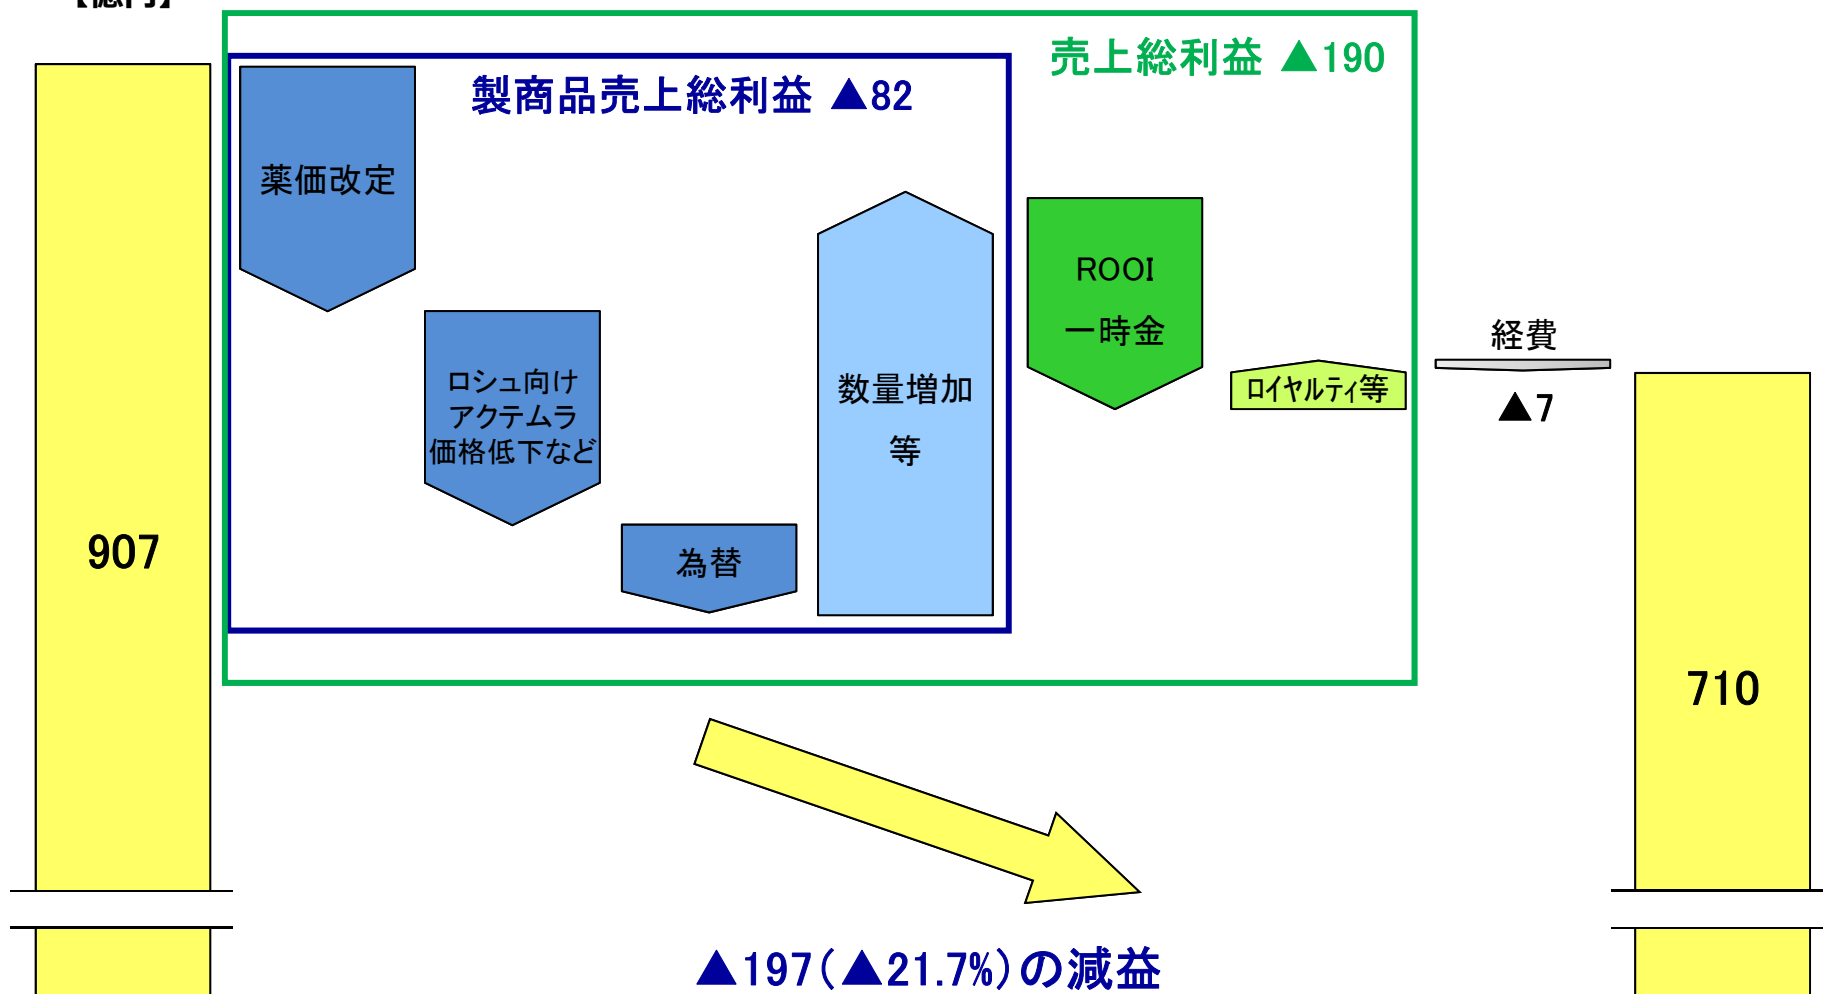 【億円】
売上総利益 ▲190
製商品売上総利益 ▲82
薬価改定
ロシュ向け
アクテムラ
価格低下など
為替
数量増加
等
ROOI
一時金
ロイヤルティ等
経費
▲7
907
710
▲197(▲21.7%)の減益